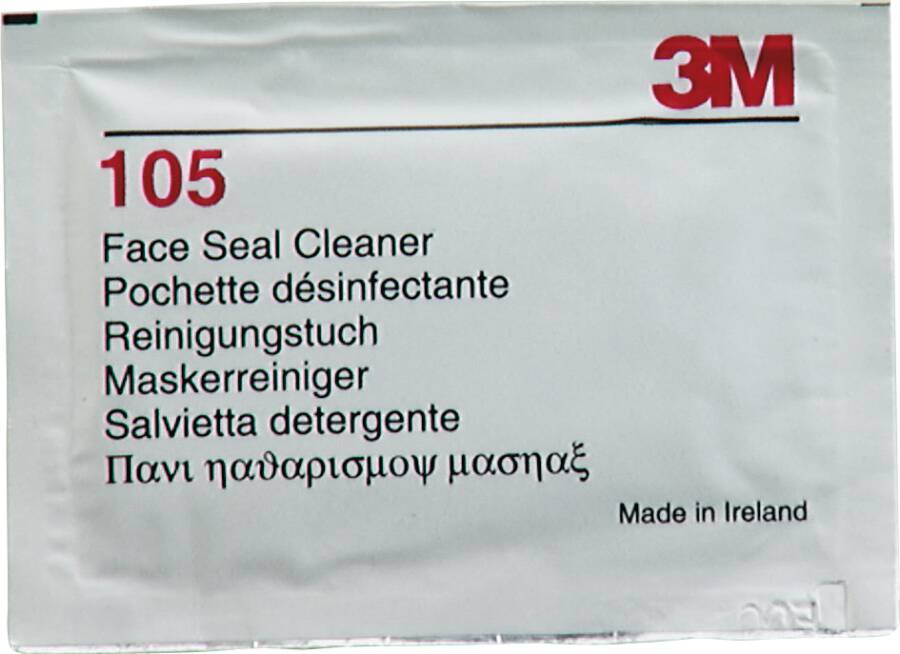 3M
105
Face Seal Cleaner
Pochette désinfectante
Reinigungstuch
Maskerreiniger
Salvietta detergente
Πανι ηαϑαρισμοψ μασηαξ
Made in Ireland